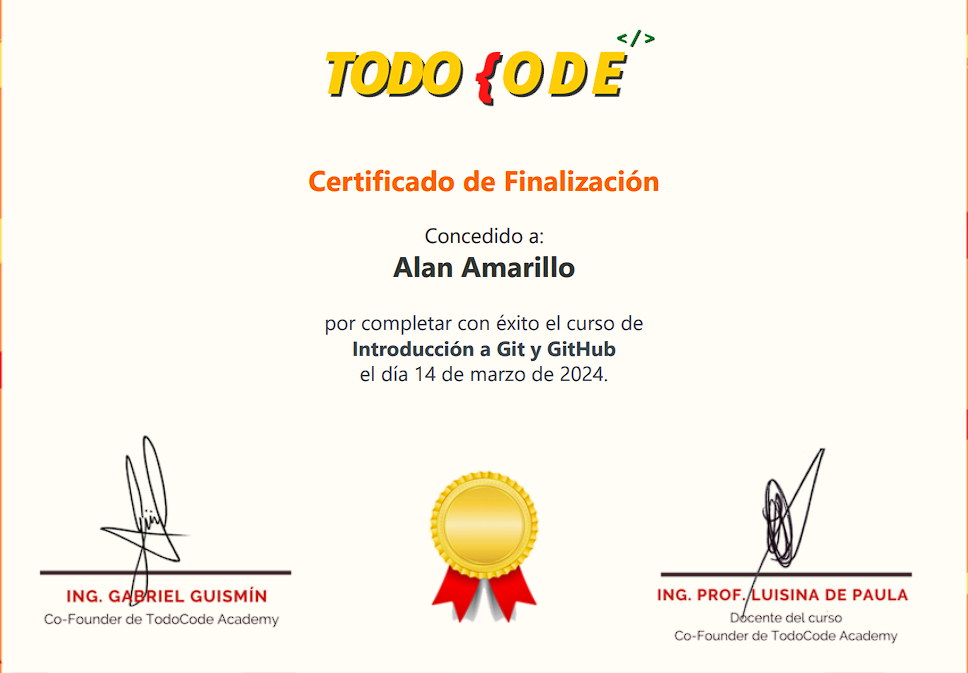 </>
TODO {ODE
Certificado de Finalización
Concedido a:
Alan Amarillo
por completar con éxito el curso de
Introducción a Git y GitHub
el día 14 de marzo de 2024.
ING. GABRIEL GUISMÍN
Co-Founder de TodoCode Academy
ING. PROF. LUISINA DE PAULA
Docente del curso
Co-Founder de TodoCode Academy